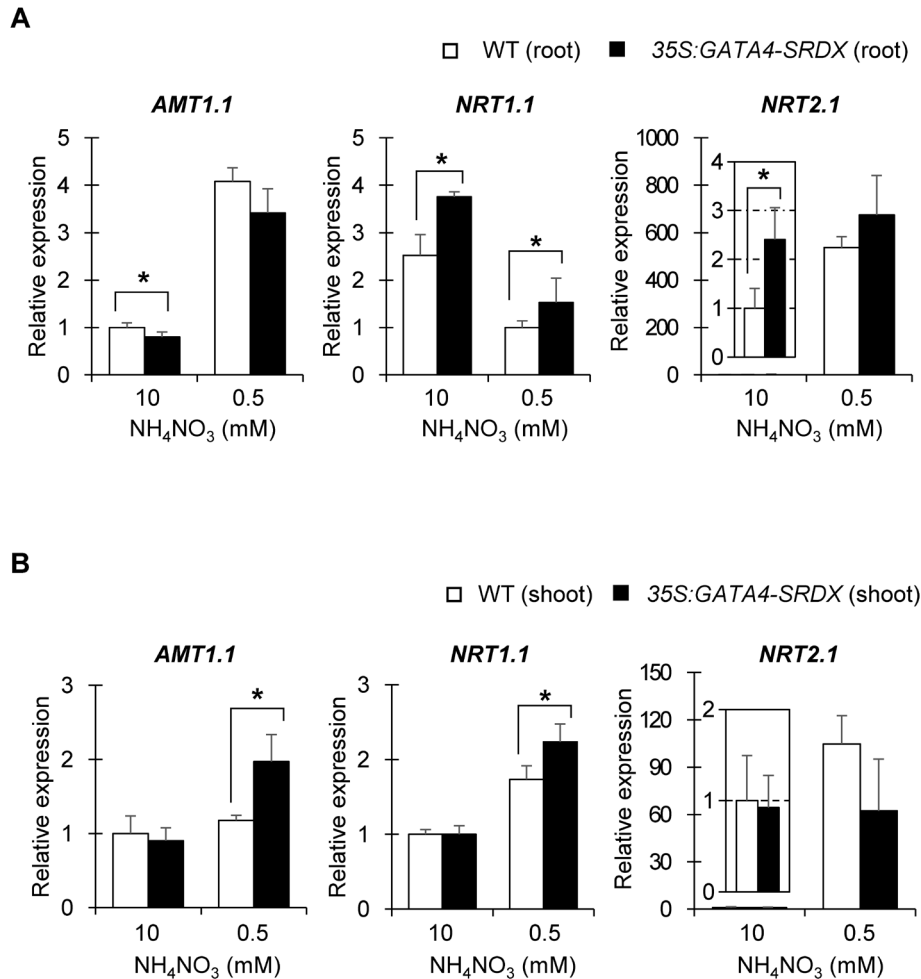 A
WT (root) 35S:GATA4-SRDX (root)
AMT1.1 NRT1.1 NRT2.1
Relative expression
5
4
3
2
1
0
*
10 0.5
NH4NO3 (mM)
Relative expression
5
4
3
2
1
0
*
*
10 0.5
NH4NO3 (mM)
Relative expression
1000
800
600
400
200
0
4
3
2
1
0
*
10 0.5
NH4NO3 (mM)
B
WT (shoot) 35S:GATA4-SRDX (shoot)
AMT1.1 NRT1.1 NRT2.1
Relative expression
3
2
1
0
*
10 0.5
NH4NO3 (mM)
Relative expression
3
2
1
0
*
10 0.5
NH4NO3 (mM)
Relative expression
150
120
90
60
30
0
2
1
0
10 0.5
NH4NO3 (mM)